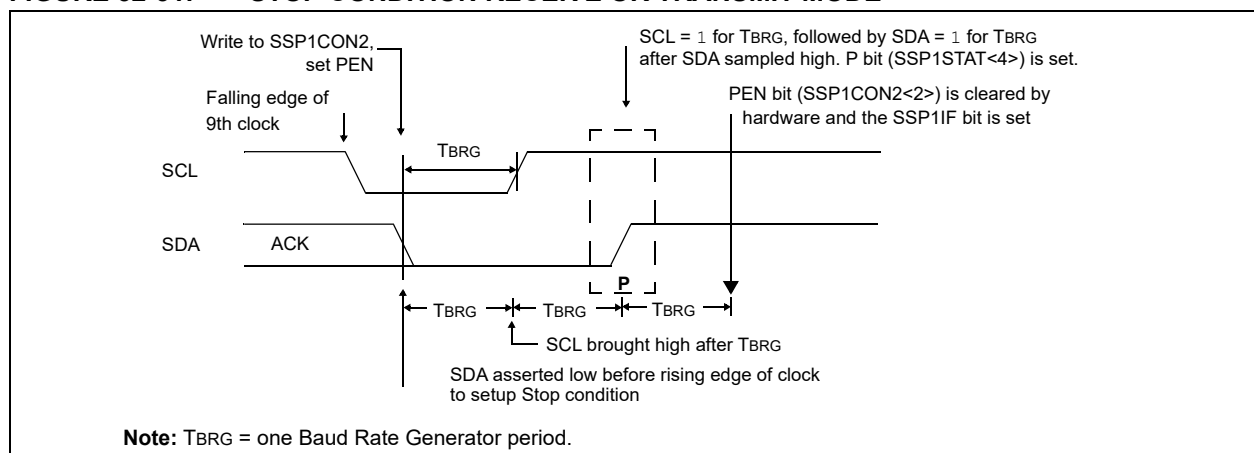 Write to SSP1CON2,
set PEN
SCL = 1 for TBRG, followed by SDA = 1 for TBRG
after SDA sampled high. P bit (SSP1STAT<4>) is set.
Falling edge of
9th clock
PEN bit (SSP1CON2<2>) is cleared by
hardware and the SSP1IF bit is set
TBRG
SCL
SDA
ACK
P
TBRG
TBRG
TBRG
SCL brought high after TBRG
SDA asserted low before rising edge of clock
to setup Stop condition
Note: TBRG = one Baud Rate Generator period.